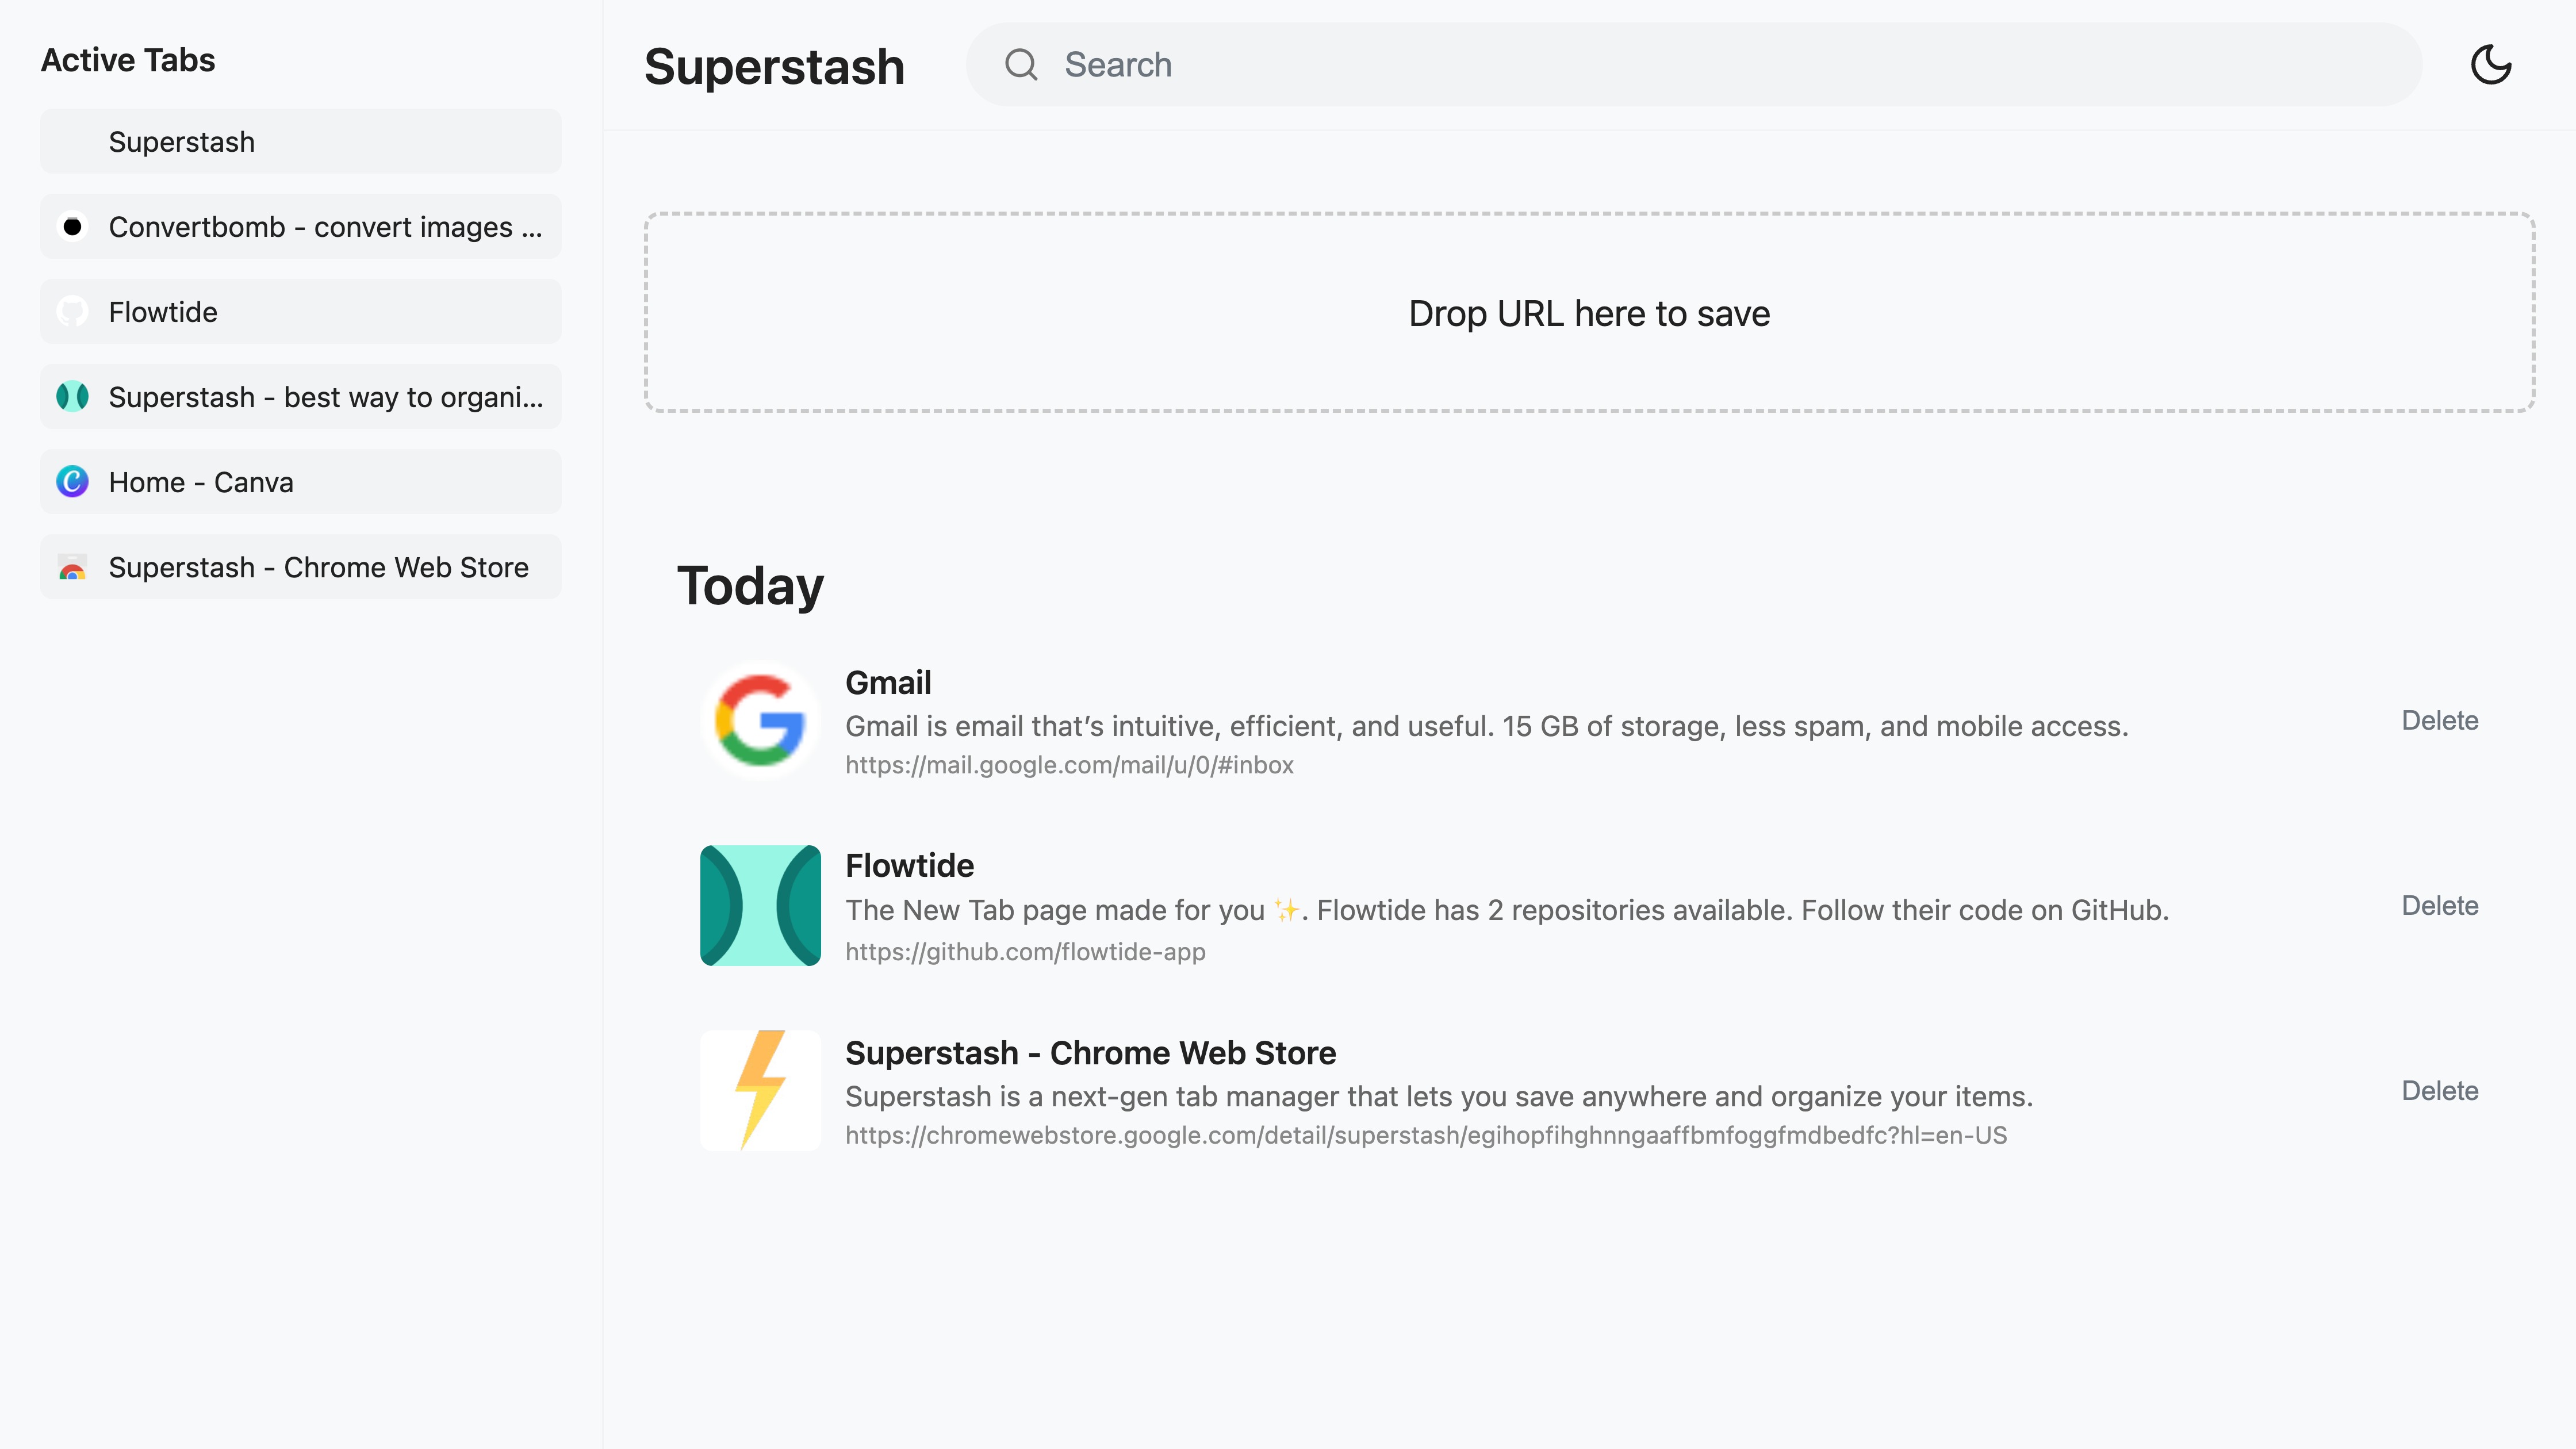 Active Tabs
Superstash
Convertbomb - convert images ...
Flowtide
Superstash - best way to organi...
Home - Canva
Superstash - Chrome Web Store
Superstash
Search
Drop URL here to save
Today
Gmail
Gmail is email that’s intuitive, efficient, and useful. 15 GB of storage, less spam, and mobile access.
https://mail.google.com/mail/u/0/#inbox
Delete
Flowtide
The New Tab page made for you ✨. Flowtide has 2 repositories available. Follow their code on GitHub.
https://github.com/flowtide-app
Delete
Superstash - Chrome Web Store
Superstash is a next-gen tab manager that lets you save anywhere and organize your items.
https://chromewebstore.google.com/detail/superstash/egihopfihghnngaaffbmfoggfmdbedfc?hl=en-US
Delete